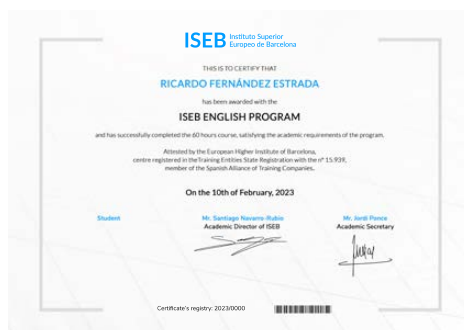 ISEB Instituto Superior
Europeo de Barcelona
THIS IS TO CERTIFY THAT
RICARDO FERNÁNDEZ ESTRADA
has been awarded with the
ISEB ENGLISH PROGRAM
and has successfully completed the 60 hours course, satisfying the academic requirements of the program.
Attested by the European Higher Institute of Barcelona,
centre registered in the Training Entities State Registration with the nº 15.939,
member of the Spanish Alliance of Training Companies.
On the 10th of February, 2023
Student
Mr. Santiago Navarro-Rubio
Academic Director of ISEB
Mr. Jordi Ponce
Academic Secretary
Certificate's registry: 2023/0000